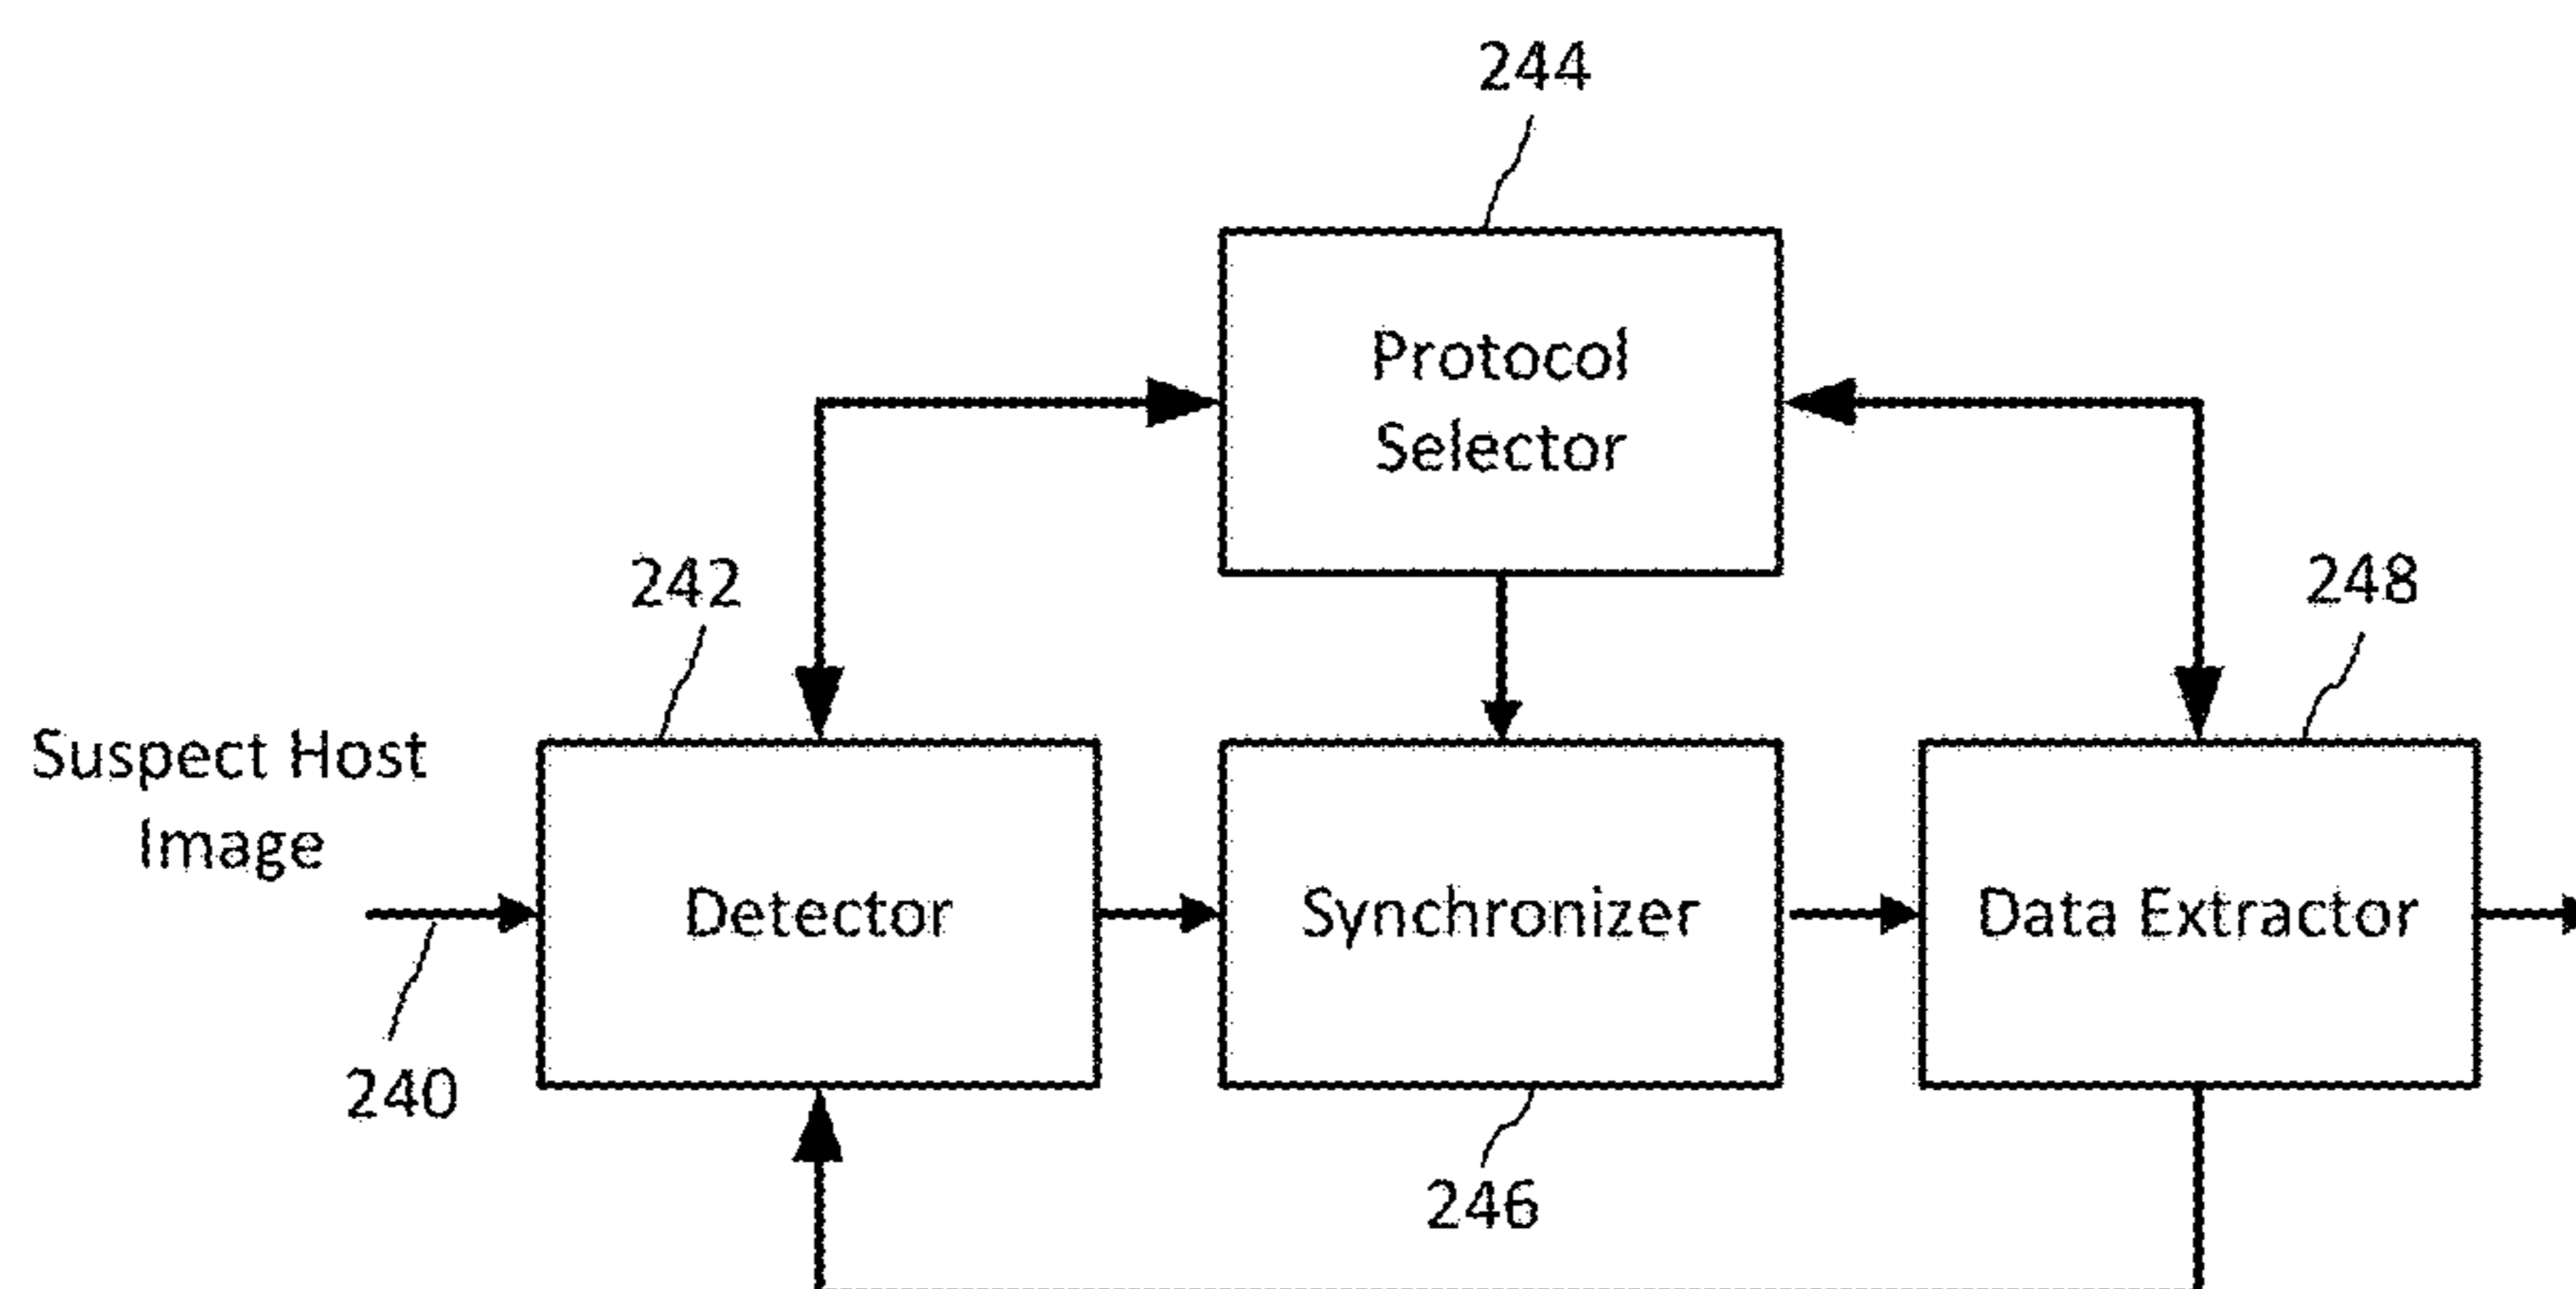 244
Protocol
Selector
242
248
Suspect Host
Image
Detector
Synchronizer
Data Extractor
240
246